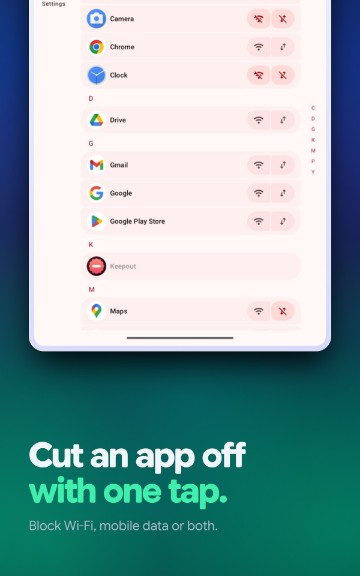 Settings
Camera
Chrome
Clock
D
Drive
G
Gmail
Google
Google Play Store
K
Keepout
M
Maps
C
D
G
K
M
P
Y
Cut an app off
with one tap.
Block Wi-Fi, mobile data or both.